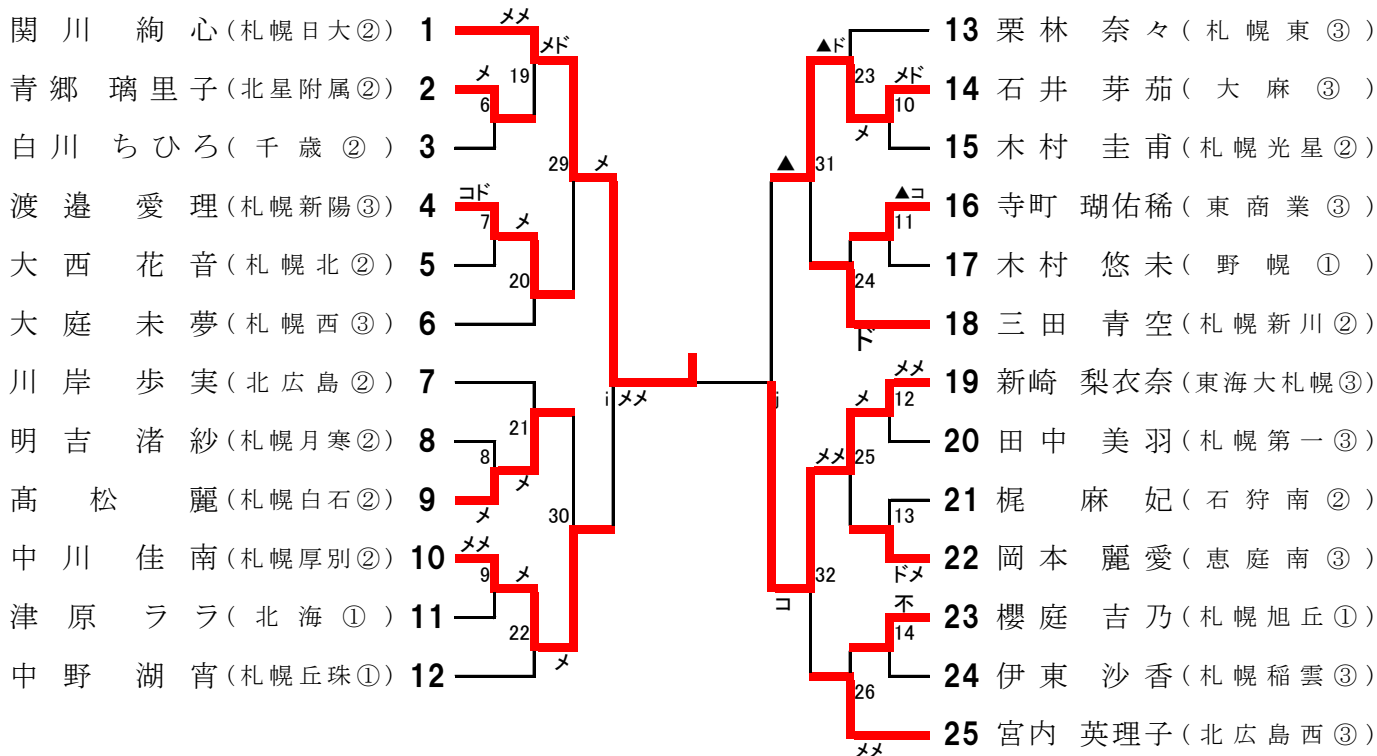 関川 絢心(札幌日大②) 1
青郷 璃里子(北星附属②) 2
白川 ちひろ(千歳②) 3
渡邉 愛理(札幌新陽③) 4
大西 花音(札幌北②) 5
大庭 未夢(札幌西③) 6
川岸 歩実(北広島②) 7
明吉 渚紗(札幌月寒②) 8
髙松 麗(札幌白石②) 9
中川 佳南(札幌厚別②) 10
津原 ララ(北海①) 11
中野 湖宵(札幌丘珠①) 12
メメ
メド
19
メ
6
29
メ
コド
7
メ
20
i
メメ
21
8
メ
メ
30
メメ
9
メ
22
メ
▲ド
23
メド
10
メ
▲
31
▲コ
11
24
ド
j
メメ
メ
12
メメ
25
13
32
ドメ
コ
不
14
26
メメ
13 栗林 奈々(札幌東③)
14 石井 芽茄(大麻③)
15 木村 圭甫(札幌光星②)
16 寺町 瑚佑稀(東商業③)
17 木村 悠未(野幌①)
18 三田 青空(札幌新川②)
19 新崎 梨衣奈(東海大札幌③)
20 田中 美羽(札幌第一③)
21 梶 麻妃(石狩南②)
22 岡本 麗愛(恵庭南③)
23 櫻庭 吉乃(札幌旭丘①)
24 伊東 沙香(札幌稲雲③)
25 宮内 英理子(北広島西③)